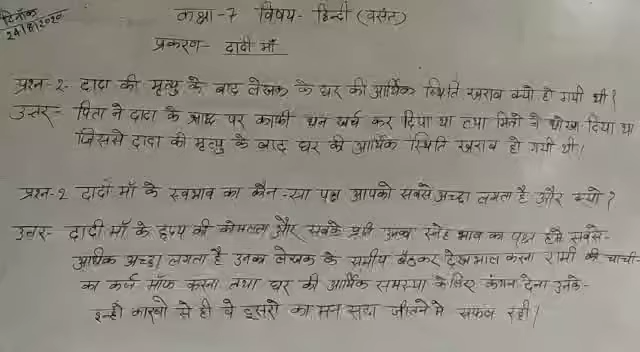 दिनाँक
24/8/2020
कक्षा-7 विषय- हिन्दी (वसंत)
प्रकरण- दादी माँ
प्रश्न-2- दादा की मृत्यु के बाद लेखक के घर की आर्थिक स्थिति खराब क्यो हो गयी थी?
उत्तर- पिता ने दादा के श्राद्ध पर काफी धन खर्च कर दिया था तथा मित्रो ने धोखा दिया था
जिससे दादा की मृत्यु के बाद घर की आर्थिक स्थिति खराब हो गयी थी।
प्रश्न-2 दादी माँ के स्वभाव का कौन-सा पक्ष आपको सबसे अच्छा लगता है और क्यो?
उत्तर- दादी माँ के हृदय की कोमलता और सबके प्रति उनका स्नेह भाव का पक्ष हमे सबसे-
अधिक अच्छा लगता है उनका लेखक के समीप बैठकर देखभाल करना रामी की चाची-
का कर्ज माँफ करना तथा घर की आर्थिक समस्या के लिए कंगन देना उनके-
इन्ही कारणो से ही वे दूसरो का मन सदा जीतने मे सफल रही।